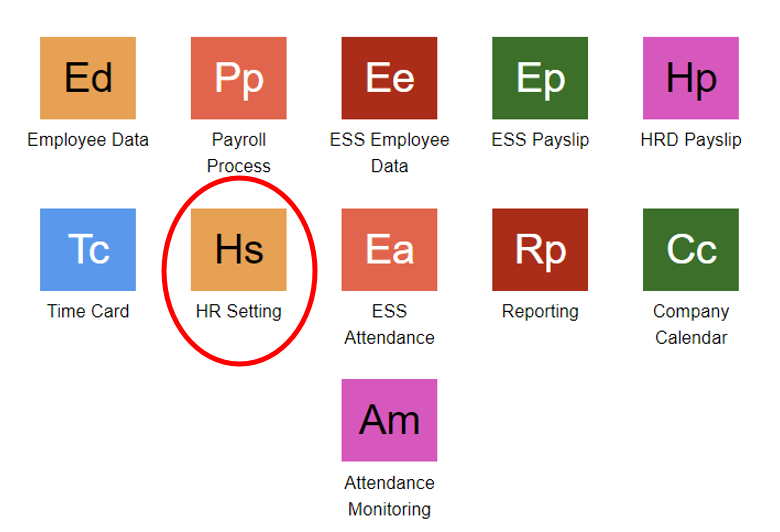 Ed
Pp
Ee
Ep
Hp
Employee Data
Payroll
Process
ESS Employee
Data
ESS Payslip
HRD Payslip
Tc
Hs
Ea
Rp
Cc
Time Card
HR Setting
ESS
Attendance
Reporting
Company
Calendar
Am
Attendance
Monitoring